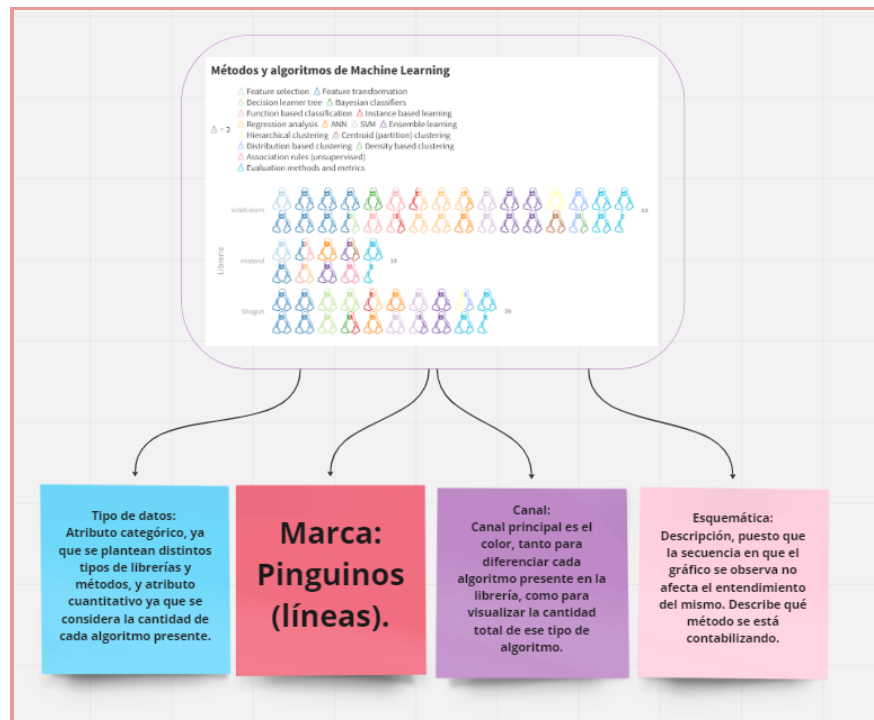 Métodos y algoritmos de Machine Learning
Feature selection Feature transformation
Decision learner tree Bayesian classifiers
Function based classification Instance based learning
= 2 Regression analysis ANN SVM Ensemble learning
Hierarchical clustering Centroid (partition) clustering
Distribution based clustering Density based clustering
Association rules (unsupervised)
Evaluation methods and metrics
Librería
scikit-learn
mlxtend
Shogun
39
Tipo de datos:
Atributo categórico, ya
que se plantean distintos
tipos de librerías y
métodos, y atributo
cuantitativo ya que se
considera la cantidad de
cada algoritmo presente.
Marca:
Pinguinos
(líneas).
Canal:
Canal principal es el
color, tanto para
diferenciar cada
algoritmo presente en la
librería, como para
visualizar la cantidad
total de ese tipo de
algoritmo.
Esquemática:
Descripción, puesto que
la secuencia en que el
gráfico se observa no
afecta el entendimiento
del mismo. Describe qué
método se está
contabilizando.